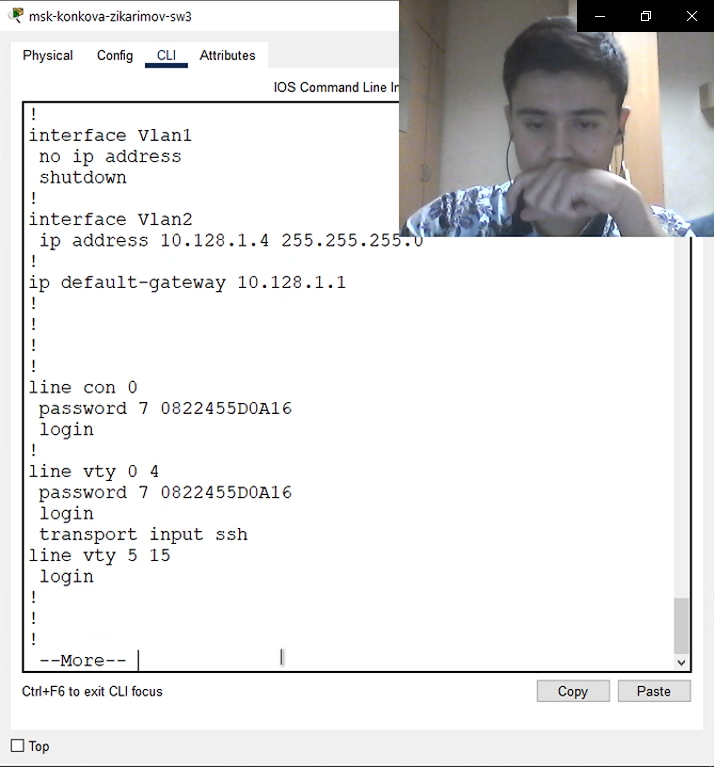 msk-konkova-zikarimov-sw3
Physical Config CLI Attributes
IOS Command Line In
!
interface Vlan1
no ip address
shutdown
!
interface Vlan2
ip address 10.128.1.4 255.255.255.0
!
ip default-gateway 10.128.1.1
!
!
!
!
line con 0
password 7 0822455D0A16
login
!
line vty 0 4
password 7 0822455D0A16
login
transport input ssh
line vty 5 15
login
!
!
!
--More--
Ctrl+F6 to exit CLI focus
Copy Paste
Top